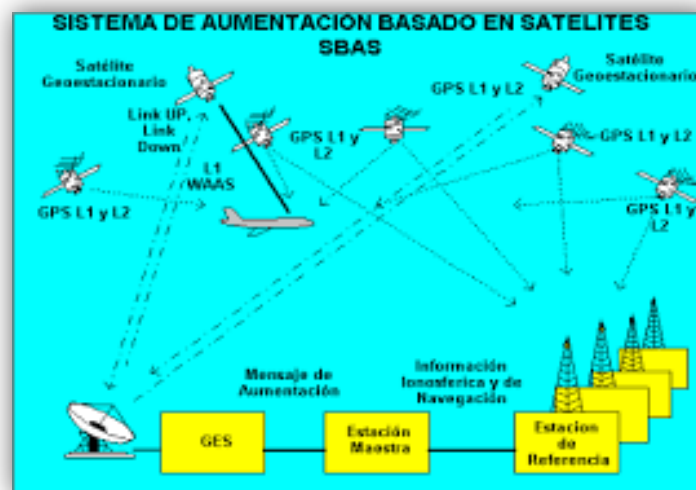 SISTEMA DE AUMENTACIÓN BASADO EN SATELITES
SBAS
Satélite
Geoestacionario
Satélite
Geoestacionario
GPS L1 y L2
Link UP,
Link
Down
GPS L1 y
L2
GPS L1 y L2
L1
WAAS
GPS L1 y L2
GPS L1 y
L2
Mensaje de
Aumentación
Información
Ionosferica y de
Navegación
GES
Estación
Maestra
Estacion
de
Referencia